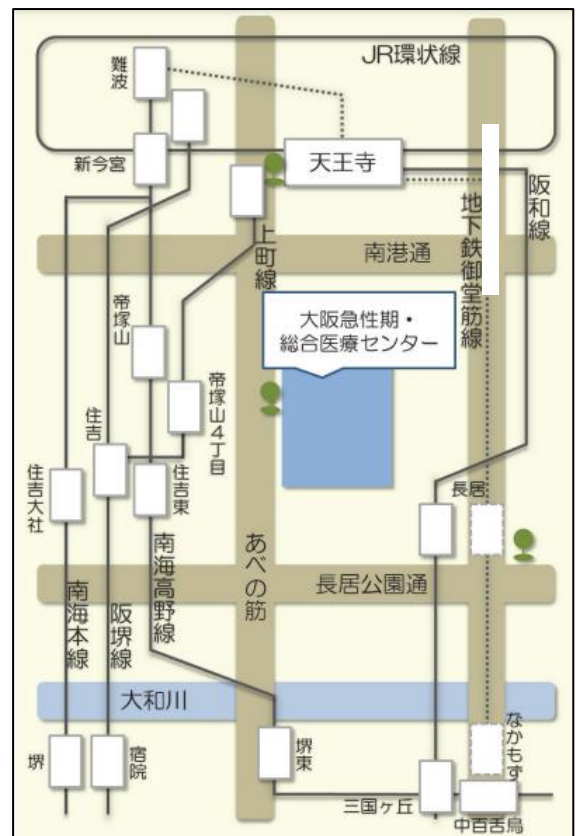 JR環状線
難波
新今宮
天王寺
阪和線
地下鉄御堂筋線
上町線
南港通
大阪急性期・
総合医療センター
帝塚山
帝塚山4丁目
住吉
住吉大社
住吉東
長居
南海本線
阪堺線
南海高野線
あべの筋
長居公園通
大和川
堺
宿院
堺東
なかもず
三国ヶ丘
中百舌鳥